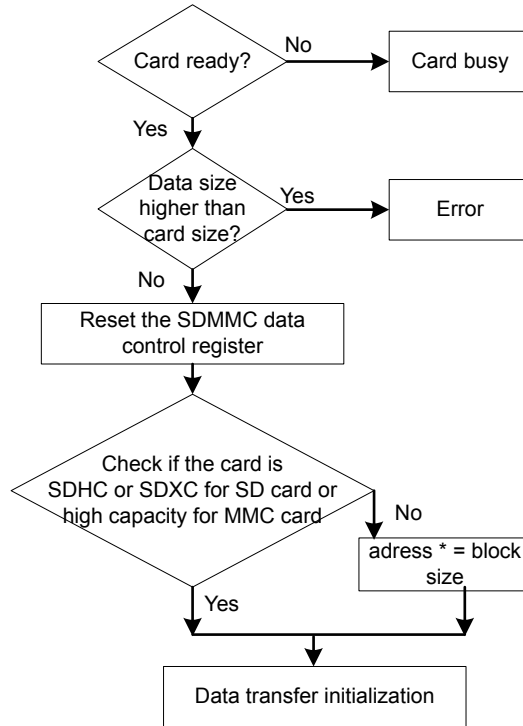 Card ready?
No
Card busy
Yes
Data size
higher than
card size?
Yes
Error
No
Reset the SDMMC data
control register
Check if the card is
SDHC or SDXC for SD card or
high capacity for MMC card
No
adress * = block
size
Yes
Data transfer initialization